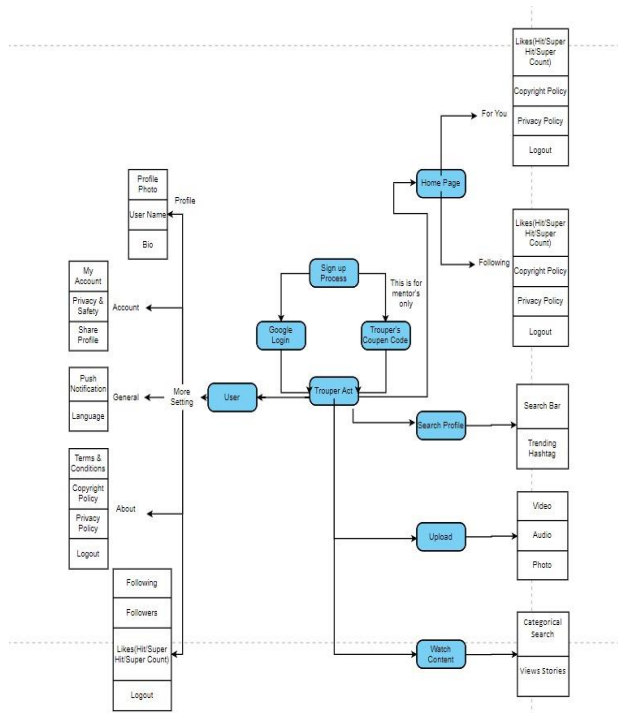 Likes(Hit/Super
Hit/Super
Count)
Copyright Policy
For You
Privacy Policy
Logout
Home Page
Likes(Hit/Super
Hit/Super
Count)
Following
Copyright Policy
Privacy Policy
Logout
Profile
Photo
Profile
User Name
Bio
Sign up
Process
This is for
mentor's
only
Google
Login
Trouper's
Coupen Code
My
Account
Privacy &
Safety
Account
Share
Profile
Push
Notification
General
Language
More
Setting
User
Trouper Act
Search Profile
Search Bar
Trending
Hashtag
Terms &
Conditions
Copyright
Policy
About
Privacy
Policy
Logout
Upload
Video
Audio
Photo
Following
Followers
Likes(Hit/Super
Hit/Super Count)
Logout
Watch
Content
Categorical
Search
Views Stories